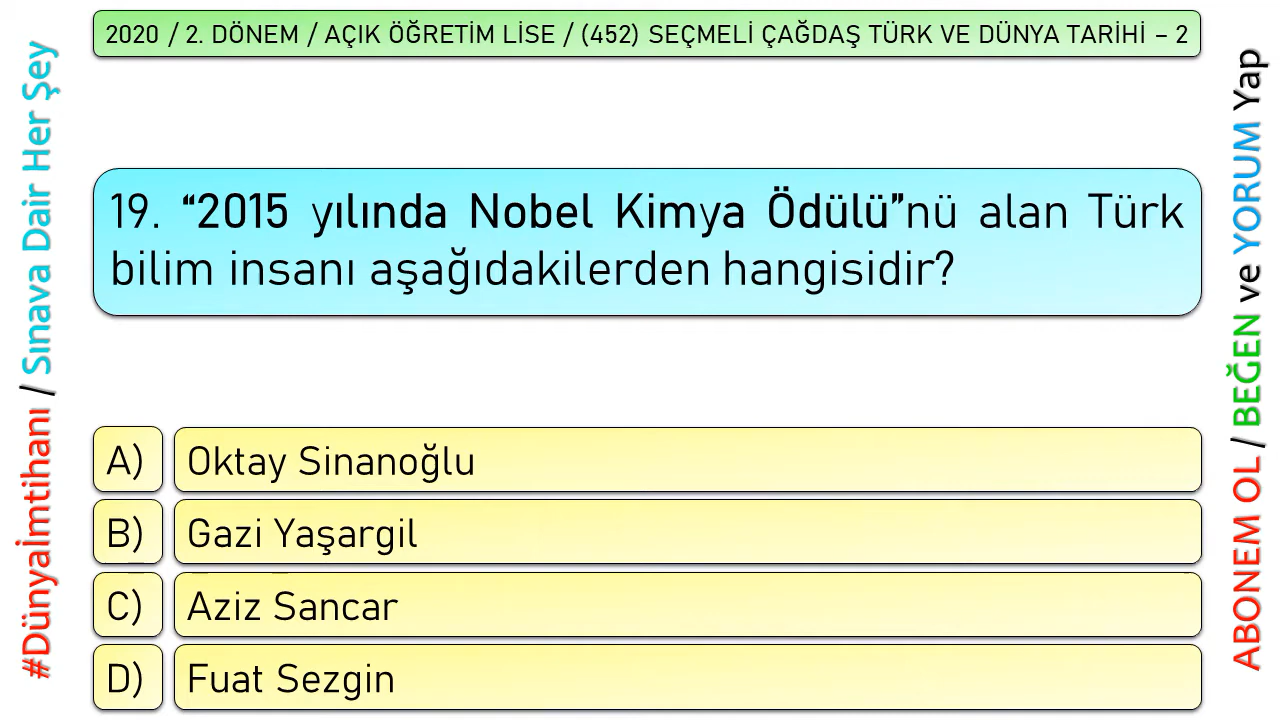 2020 / 2. DÖNEM / AÇIK ÖĞRETİM LİSE / (452) SEÇMELİ ÇAĞDAŞ TÜRK VE DÜNYA TARİHİ – 2
#Dünyaİmtihanı / Sınava Dair Her Şey
19. “2015 yılında Nobel Kimya Ödülü”nü alan Türk
bilim insanı aşağıdakilerden hangisidir?
A) Oktay Sinanoğlu
B) Gazi Yaşargil
C) Aziz Sancar
D) Fuat Sezgin
ABONEM OL / BEĞEN ve YORUM Yap